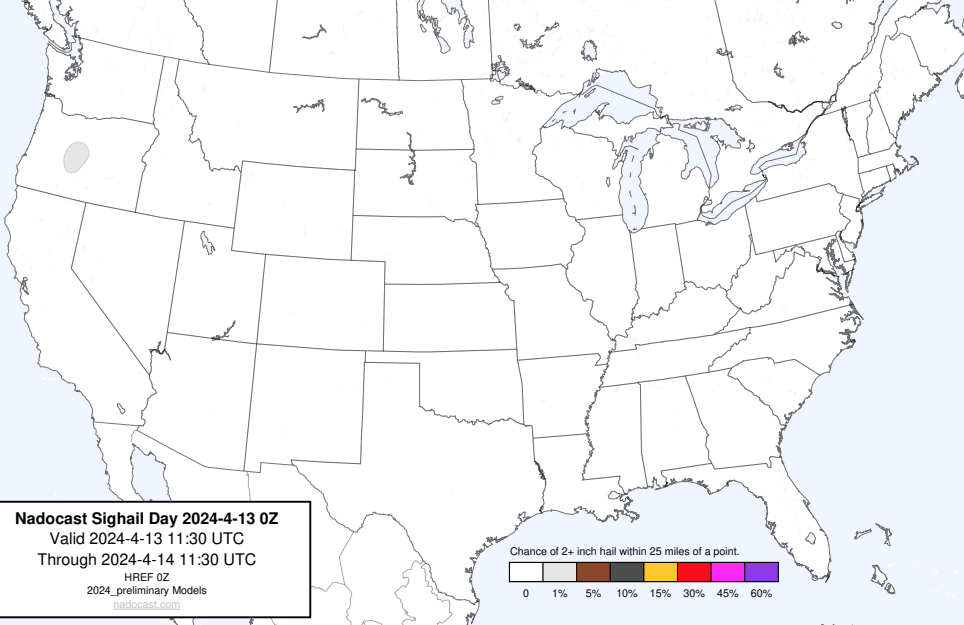 Nadocast Sighail Day 2024-4-13 0Z
Valid 2024-4-13 11:30 UTC
Through 2024-4-14 11:30 UTC
HREF 0Z
2024_preliminary Models
nadocast.com
Chance of 2+ inch hail within 25 miles of a point.
0 1% 5% 10% 15% 30% 45% 60%